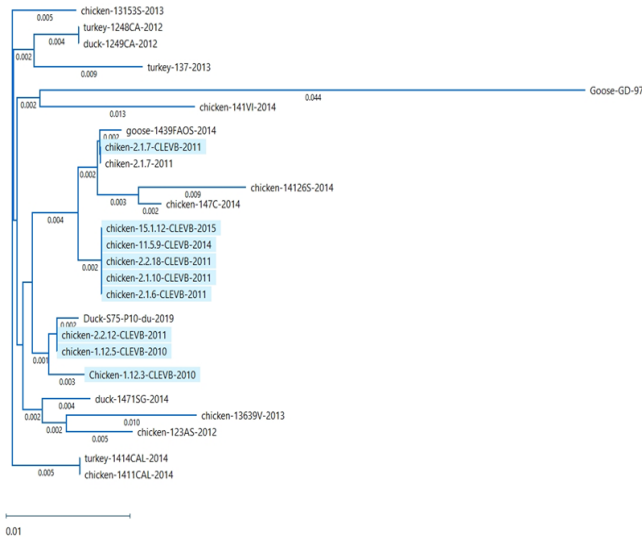 chicken-13153S-2013
0.005
turkey-1248CA-2012
0.004
duck-1249CA-2012
0.002
turkey-137-2013
0.009
Goose-GD-97
0.044
0.002
chicken-141VI-2014
0.013
goose-1439FAOS-2014
0.002
chiken-2.1.7-CLEVB-2011
chiken-2.1.7-2011
0.002
chicken-14126S-2014
0.009
0.003
chicken-147C-2014
0.002
0.004
chicken-15.1.12-CLEVB-2015
chicken-11.5.9-CLEVB-2014
chicken-2.2.18-CLEVB-2011
0.002
chicken-2.1.10-CLEVB-2011
chicken-2.1.6-CLEVB-2011
Duck-S75-P10-du-2019
0.002
chicken-2.2.12-CLEVB-2011
chicken-1.12.5-CLEVB-2010
0.001
Chicken-1.12.3-CLEVB-2010
0.003
duck-1471SG-2014
0.004
0.002
chicken-13639V-2013
0.010
0.002
chicken-123AS-2012
0.005
turkey-1414CAL-2014
0.005
chicken-1411CAL-2014
0.01